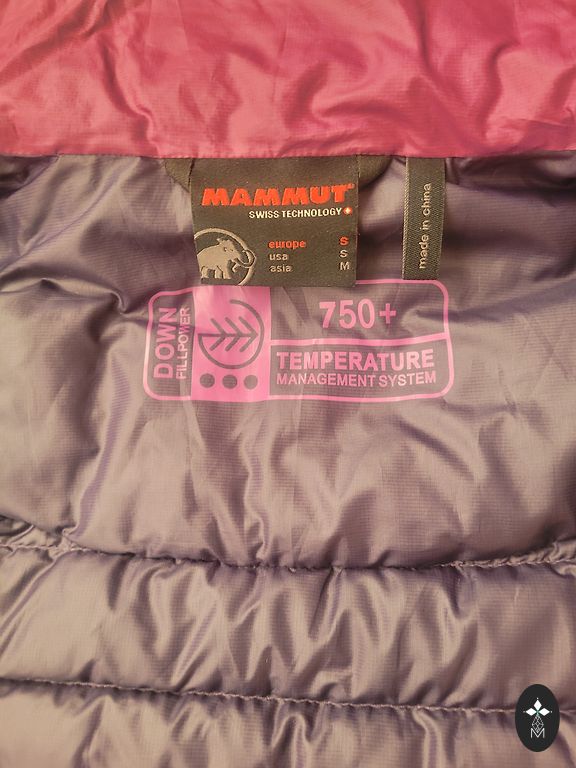 MAMMUT
SWISS TECHNOLOGY
europe S
usa S
asia M
made in china
DOWN
FILLPOWER
750+
TEMPERATURE
MANAGEMENT SYSTEM
M